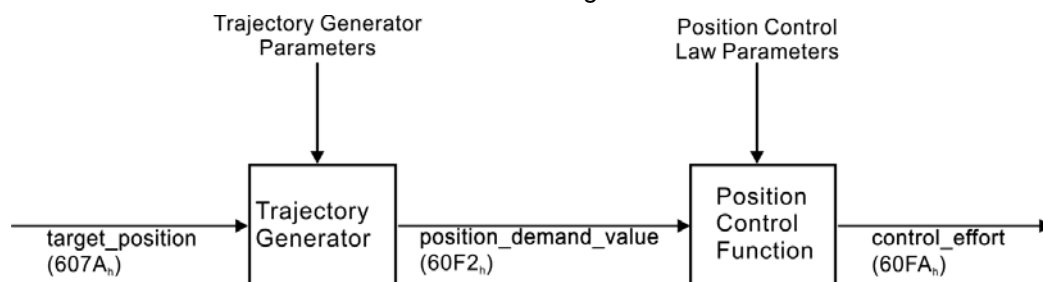 Trajectory Generator
Parameters
Position Control
Law Parameters
Trajectory
Generator
Position
Control
Function
target_position
(607Aₕ)
position_demand_value
(60F2ₕ)
control_effort
(60FAₕ)